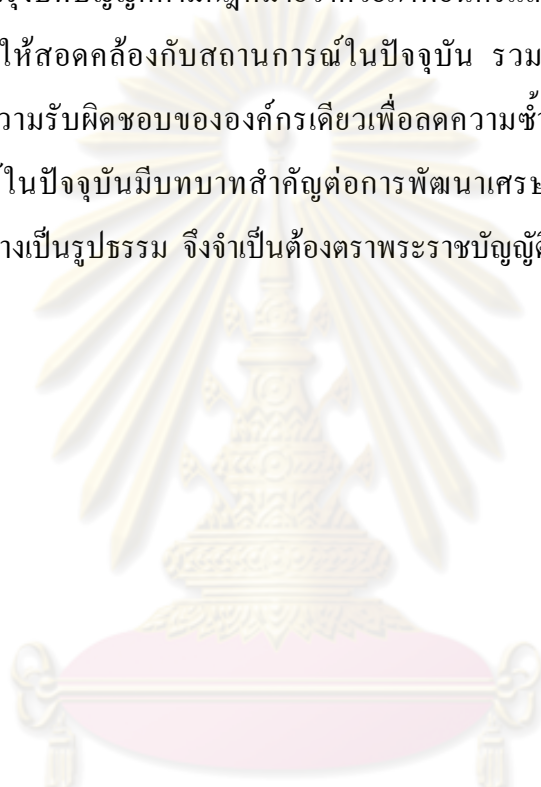 ให้สอดคล้องกับสถานการณ์ในปัจจุบัน รวม
วามรับผิดชอบขององค์กรเดียวเพื่อลดความซ้ำ
ในปัจจุบันมีบทบาทสำคัญต่อการพัฒนาเศรษ
างเป็นรูปธรรม จึงจำเป็นต้องตราพระราชบัญญัติ